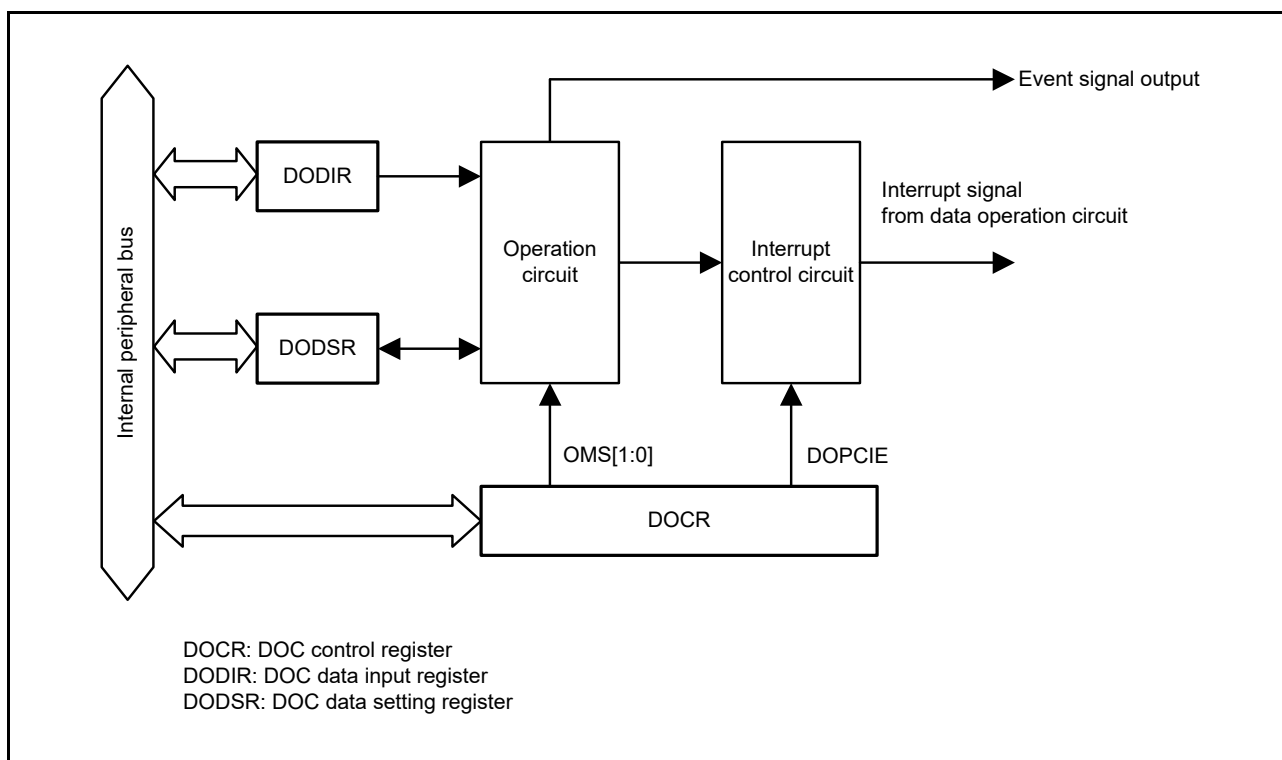 Event signal output
DODIR
Interrupt signal
from data operation circuit
Operation
circuit
Interrupt
control circuit
Internal peripheral bus
DODSR
OMS[1:0]
DOPCIE
DOCR
DOCR: DOC control register
DODIR: DOC data input register
DODSR: DOC data setting register